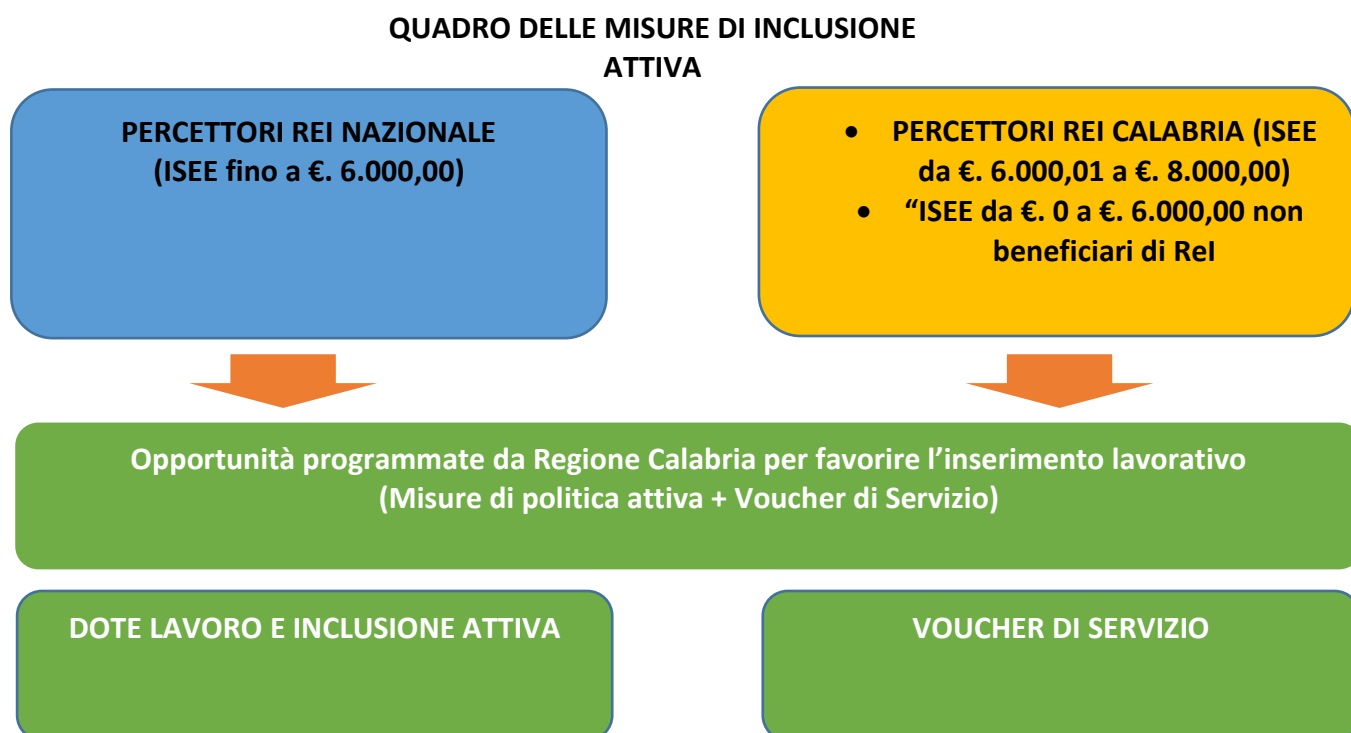 QUADRO DELLE MISURE DI INCLUSIONE
ATTIVA
PERCETTORI REI NAZIONALE
(ISEE fino a €. 6.000,00)
• PERCETTORI REI CALABRIA (ISEE
da €. 6.000,01 a €. 8.000,00)
• “ISEE da €. 0 a €. 6.000,00 non
beneficiari di ReI
Opportunità programmate da Regione Calabria per favorire l’inserimento lavorativo
(Misure di politica attiva + Voucher di Servizio)
DOTE LAVORO E INCLUSIONE ATTIVA
VOUCHER DI SERVIZIO